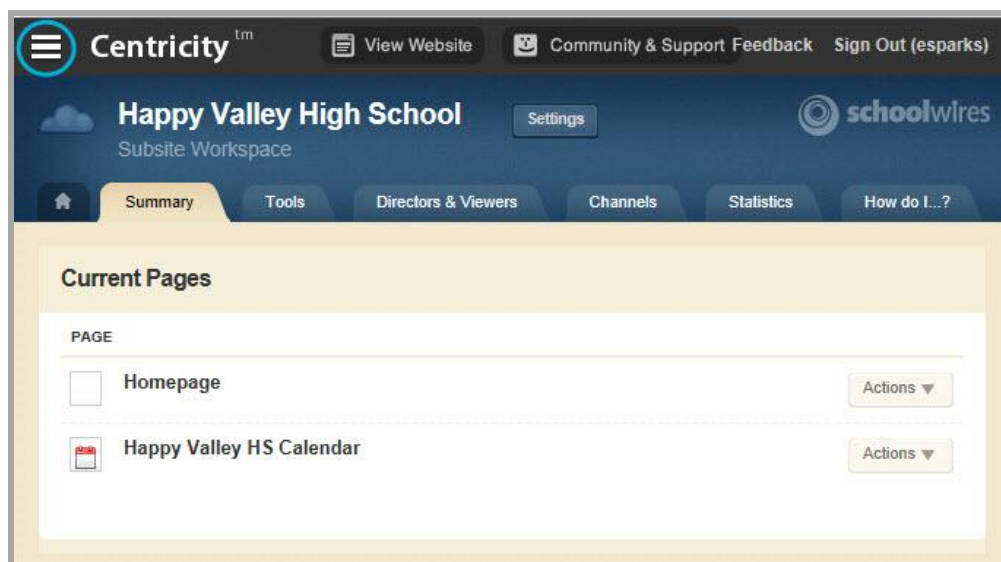 Centricity tm View Website Community & Support Feedback Sign Out (esparks)
Happy Valley High School Settings schoolwires
Subsite Workspace
Summary Tools Directors & Viewers Channels Statistics How do I...?
Current Pages
PAGE
Homepage Actions
Happy Valley HS Calendar Actions